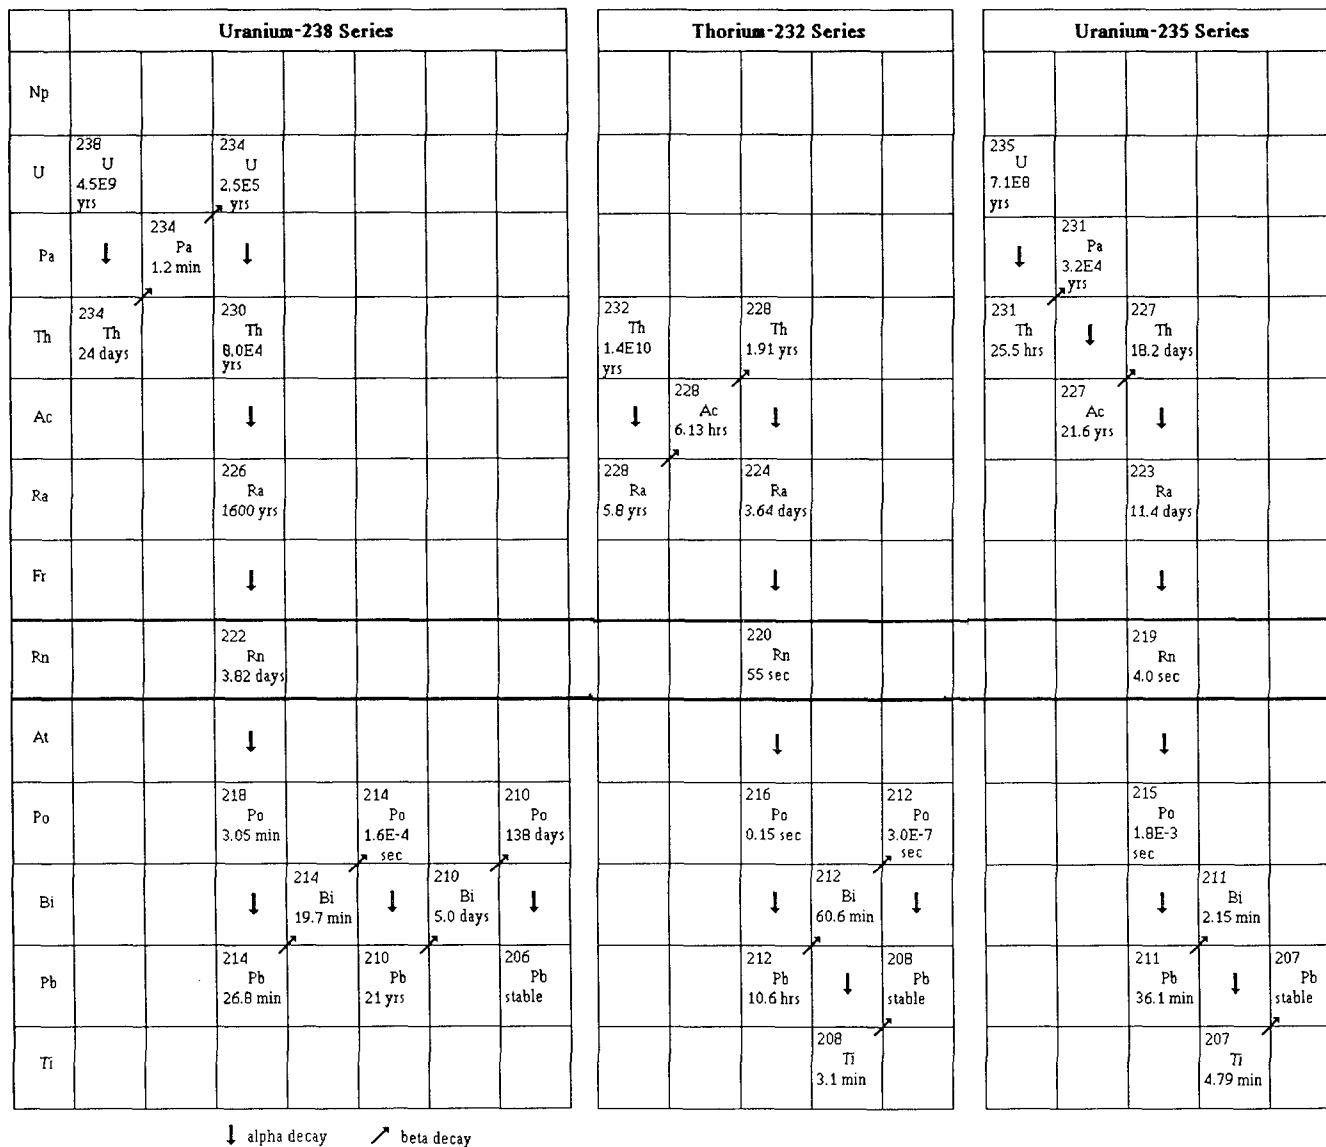 Uranium-238 Series Thorium-232 Series Uranium-235 Series
Np
238 234 235
U U U U
4.5E9 2.5E5 7.1E8
yrs yrs yrs
234 231
Pa Pa Pa
1.2 min 3.2E4
yrs
234 230 232 228 231 227
Th Th Th Th Th Th Th
24 days 8.0E4 1.4E10 1.91 yrs 25.5 hrs 18.2 days
yrs yrs
228 227
Ac Ac Ac
6.13 hrs 21.6 yrs
226 228 224 223
Ra Ra Ra Ra Ra
1600 yrs 5.8 yrs 3.64 days 11.4 days
Fr
222 220 219
Rn Rn Rn Rn
3.82 days 55 sec 4.0 sec
At
218 214 210 216 212 215
Po Po Po Po Po Po Po
3.05 min 1.6E-4 138 days 0.15 sec 3.0E-7 1.8E-3
sec sec sec
214 210 212 211
Bi Bi Bi Bi Bi
19.7 min 5.0 days 60.6 min 2.15 min
214 210 206 212 208 211 207
Pb Pb Pb Pb Pb Pb Pb Pb
26.8 min 21 yrs stable 10.6 hrs stable 36.1 min stable
208 207
Ti Ti Ti
3.1 min 4.79 min
alpha decay beta decay